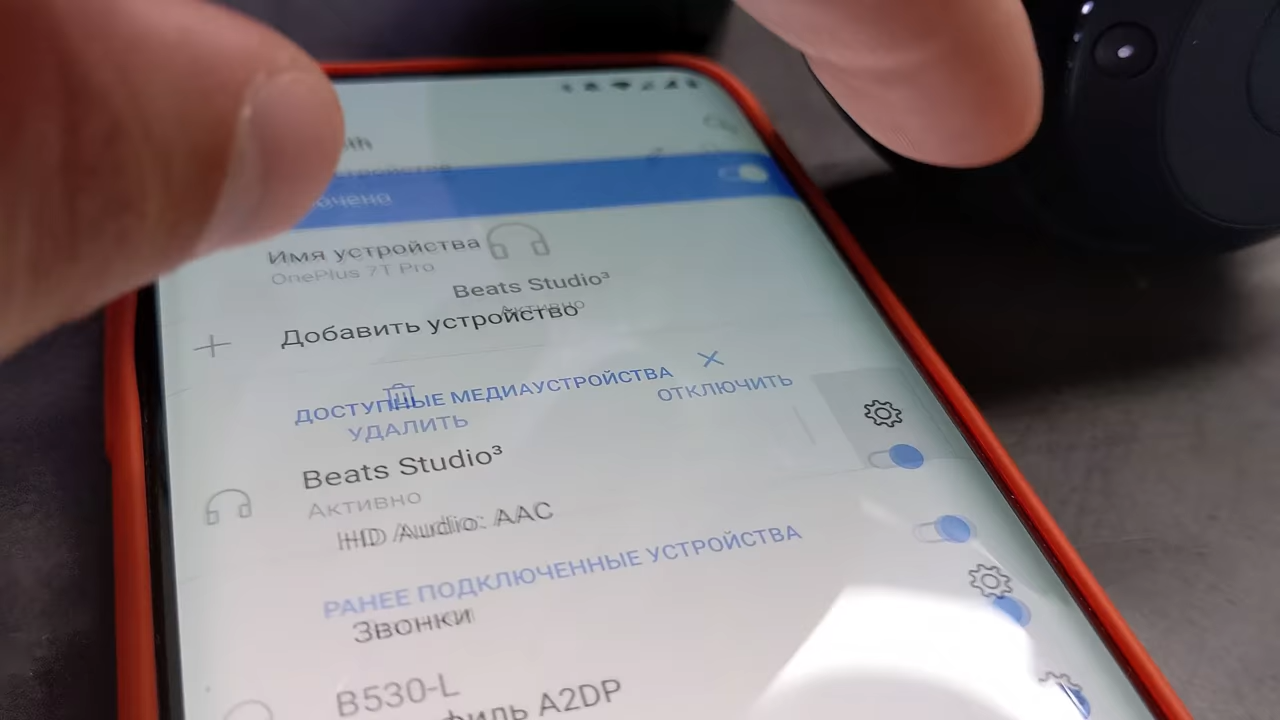 Имя устройства
OnePlus 7T Pro
Beats Studio³
Активно
Добавить устройство
ДОСТУПНЫЕ МЕДИАУСТРОЙСТВА
УДАЛИТЬ
ОТКЛЮЧИТЬ
Beats Studio³
Активно
HD Audio: AAC
РАНЕЕ ПОДКЛЮЧЕННЫЕ УСТРОЙСТВА
Звонки
B530-L
A2DP